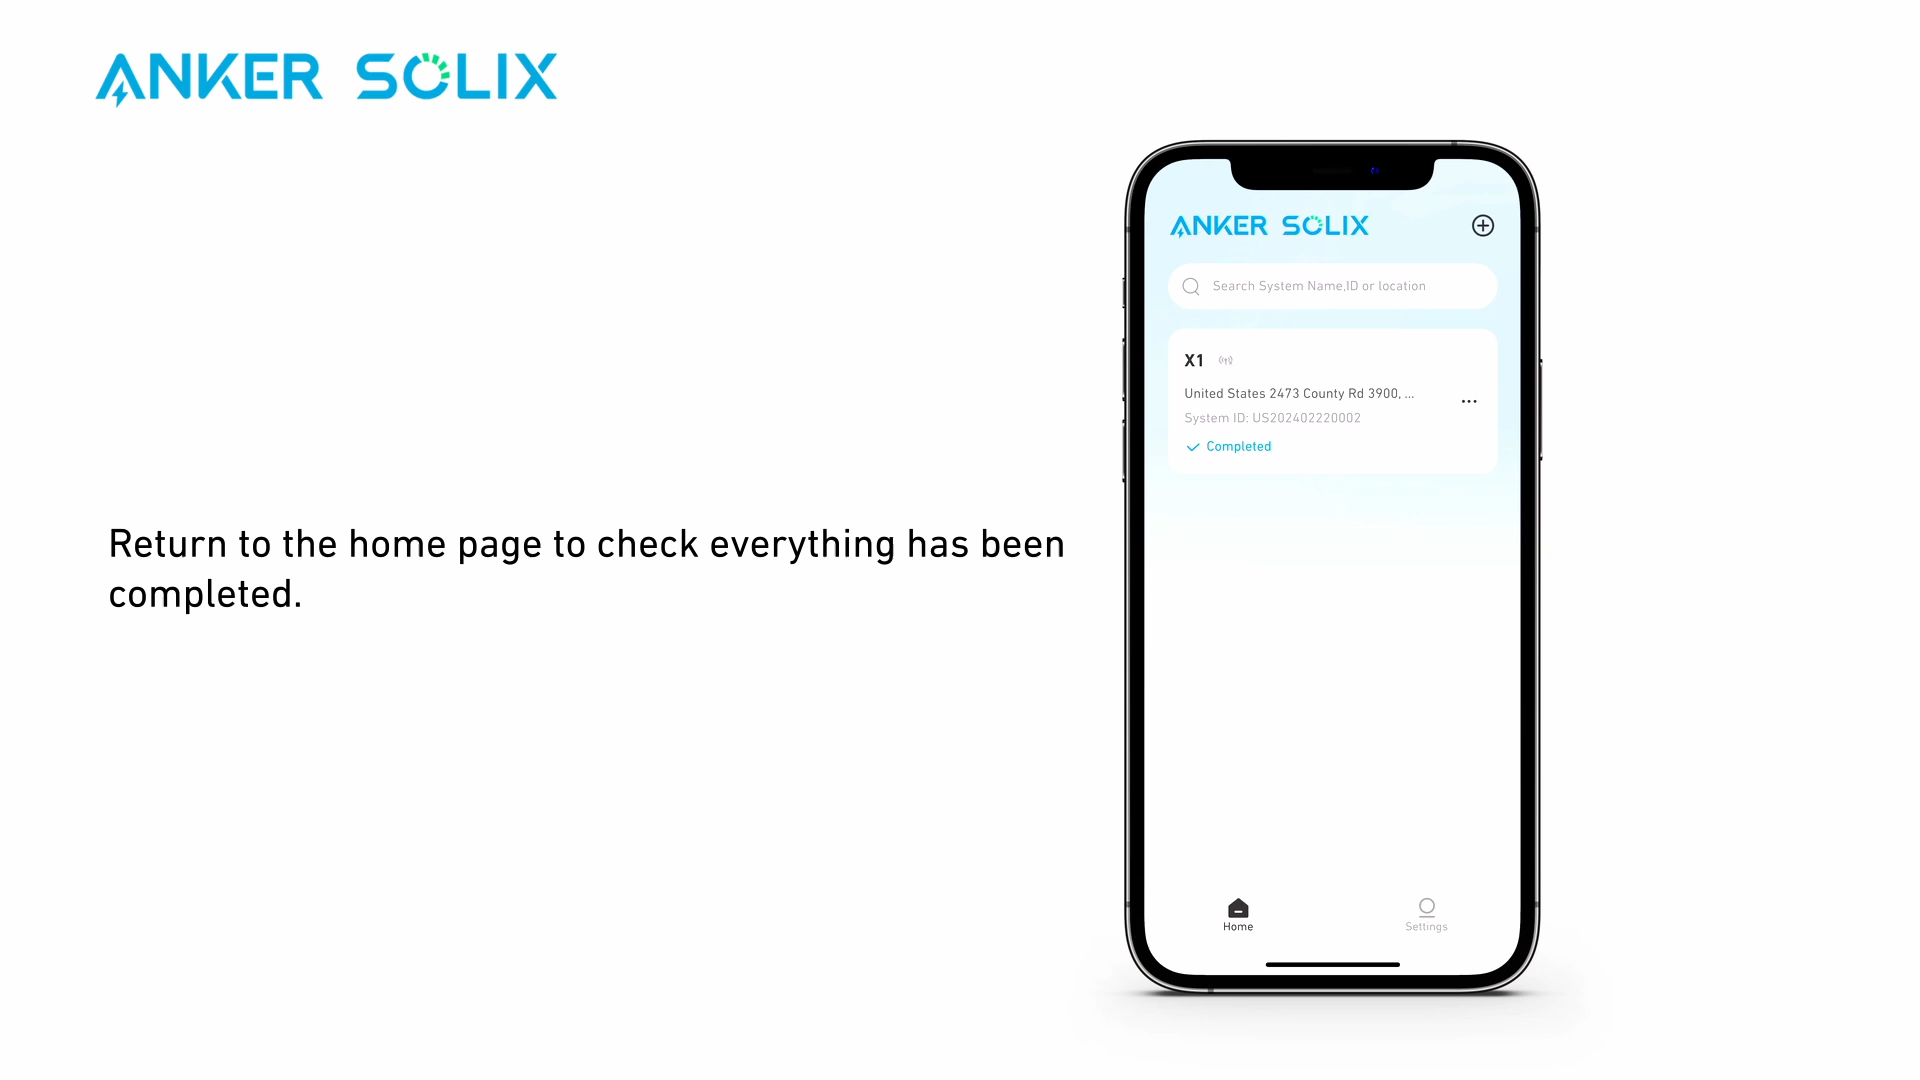 ANKER SOLIX
Return to the home page to check everything has been
completed.
ANKER SOLIX
Search System Name,ID or location
X1
United States 2473 County Rd 3900, ...
System ID: US202402220002
Completed
Home
Settings